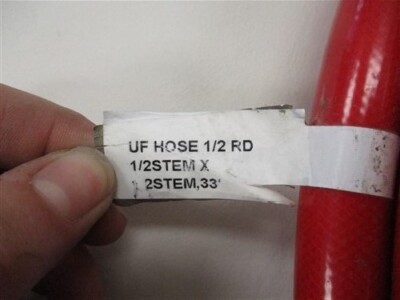 UF HOSE 1/2 RD
1/2STEM X
2STEM,33'